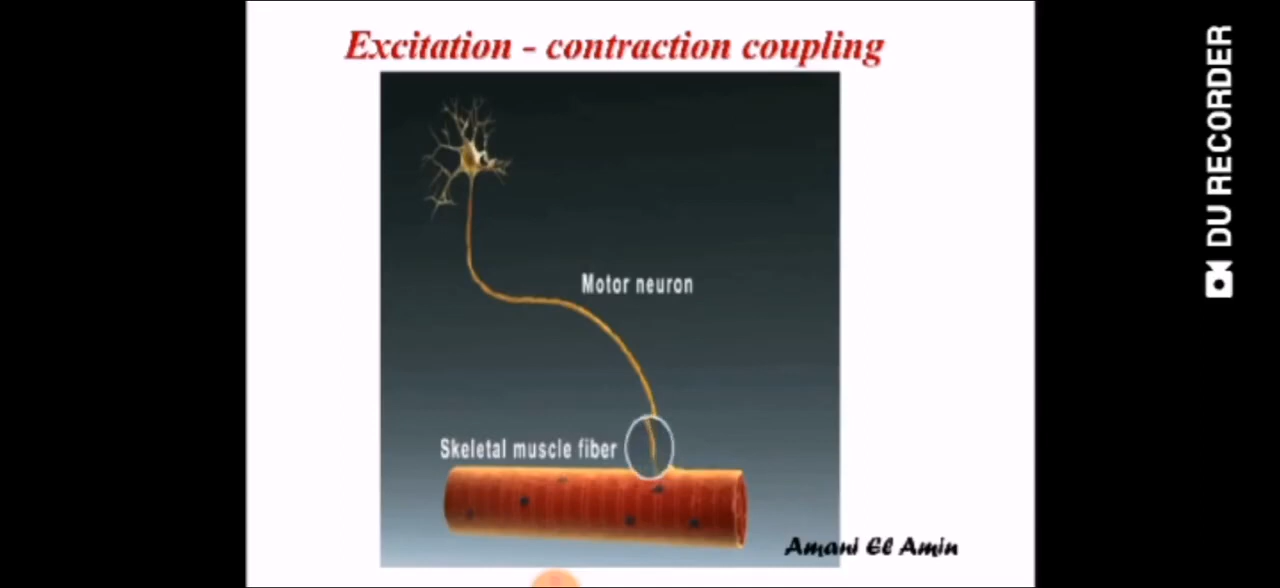 Excitation - contraction coupling
Motor neuron
Skeletal muscle fiber
Amani El Amin
DU RECORDER